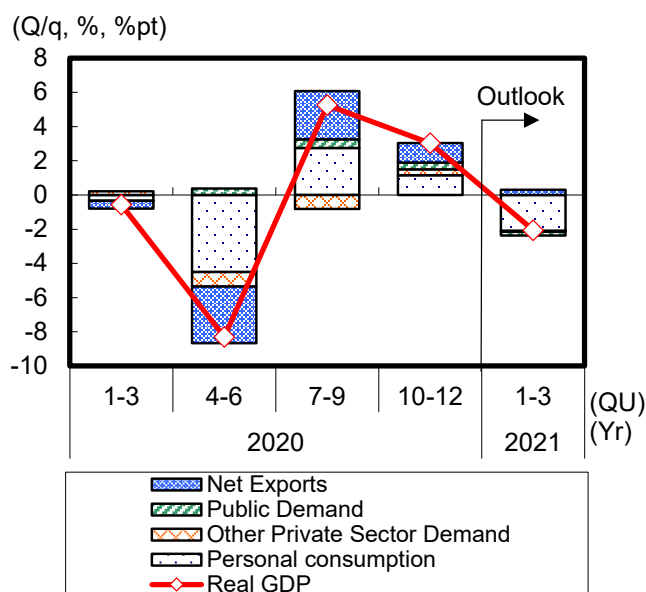 (Q/q, %, %pt)
8
6
4
2
0
-2
-4
-6
-8
-10
Outlook
1-3 4-6 7-9 10-12 1-3 (QU)
2020 2021 (Yr)
Net Exports
Public Demand
Other Private Sector Demand
Personal consumption
Real GDP